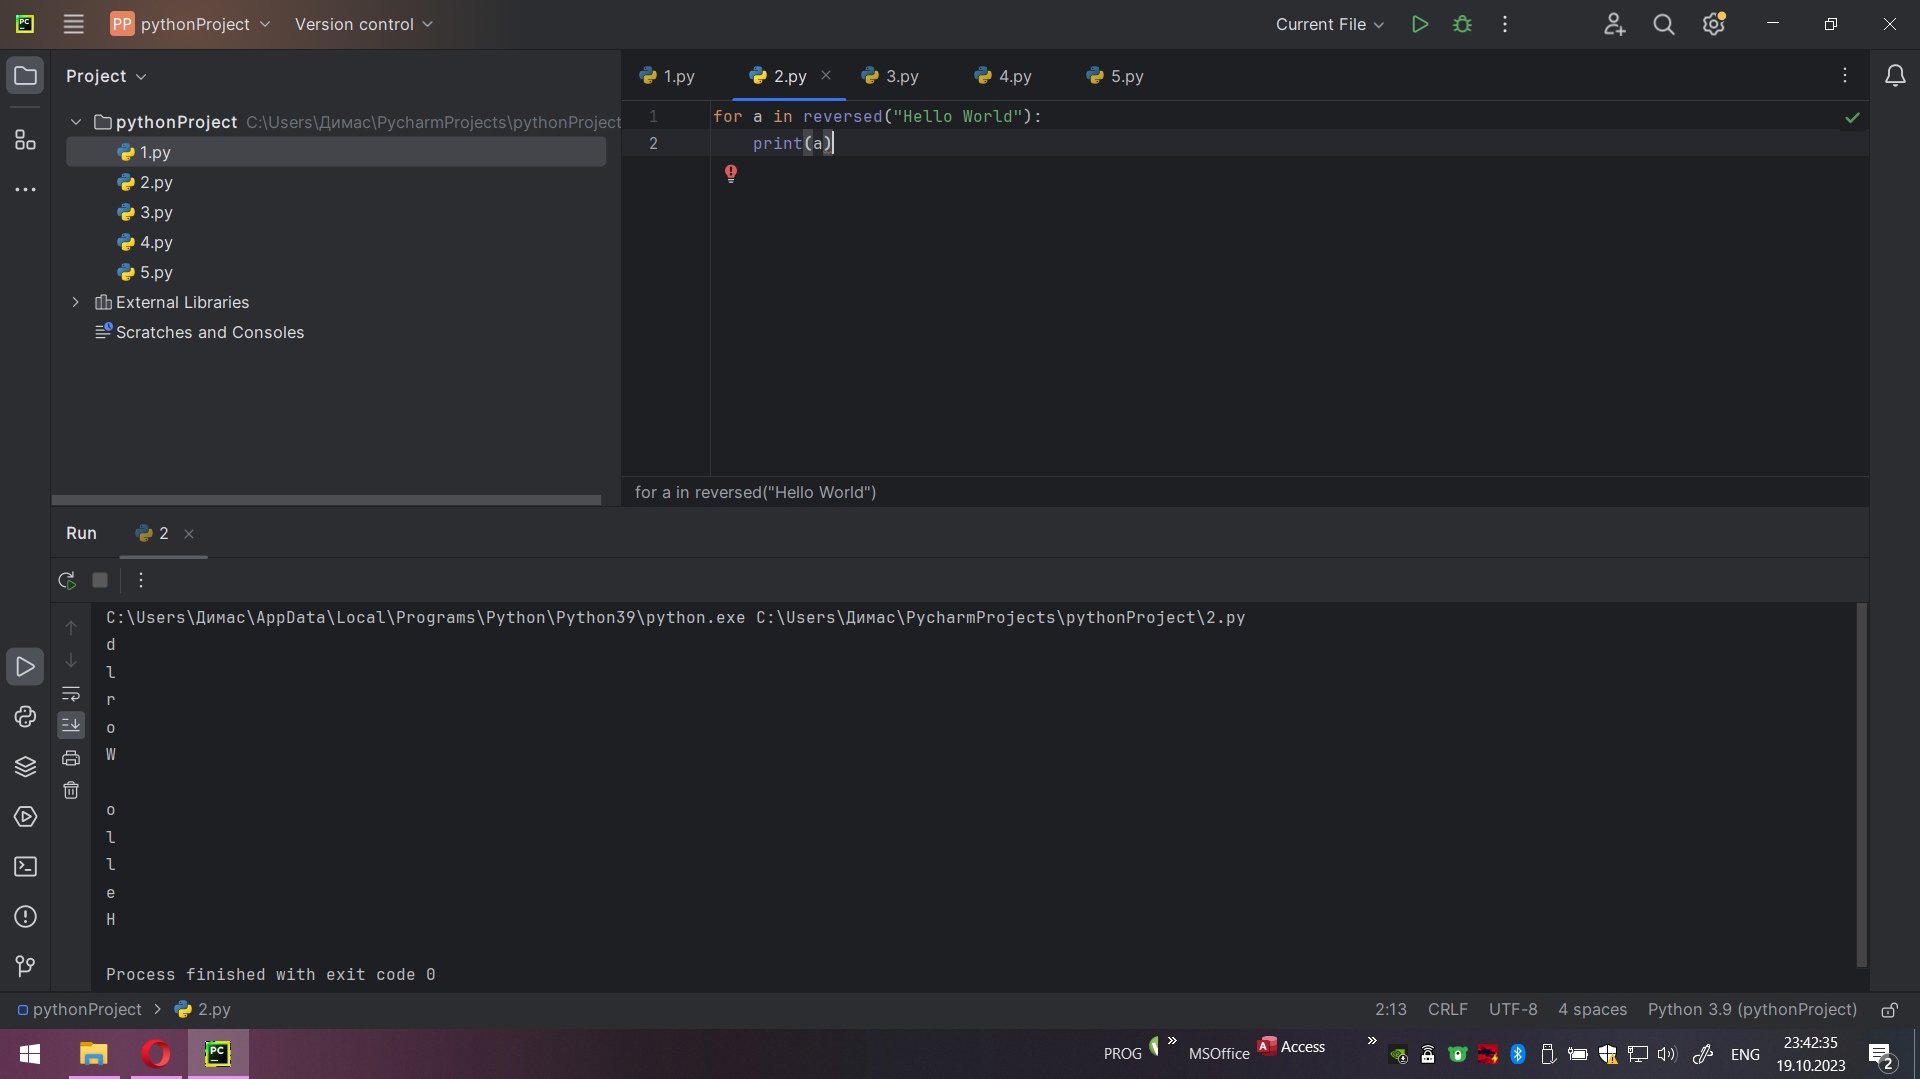 PC
PP pythonProject Version control Current File
Project
1.py 2.py 3.py 4.py 5.py
pythonProject C:\Users\Димас\PycharmProjects\pythonProject
1.py
2.py
3.py
4.py
5.py
External Libraries
Scratches and Consoles
1 for a in reversed("Hello World"):
2 print(a)
for a in reversed("Hello World")
Run 2
C:\Users\Димас\AppData\Local\Programs\Python\Python39\python.exe C:\Users\Димас\PycharmProjects\pythonProject\2.py
d
l
r
o
W
o
l
l
e
H
Process finished with exit code 0
pythonProject 2.py 2:13 CRLF UTF-8 4 spaces Python 3.9 (pythonProject)
PC PROG MSOffice A Access ENG 23:42:35 19.10.2023 2